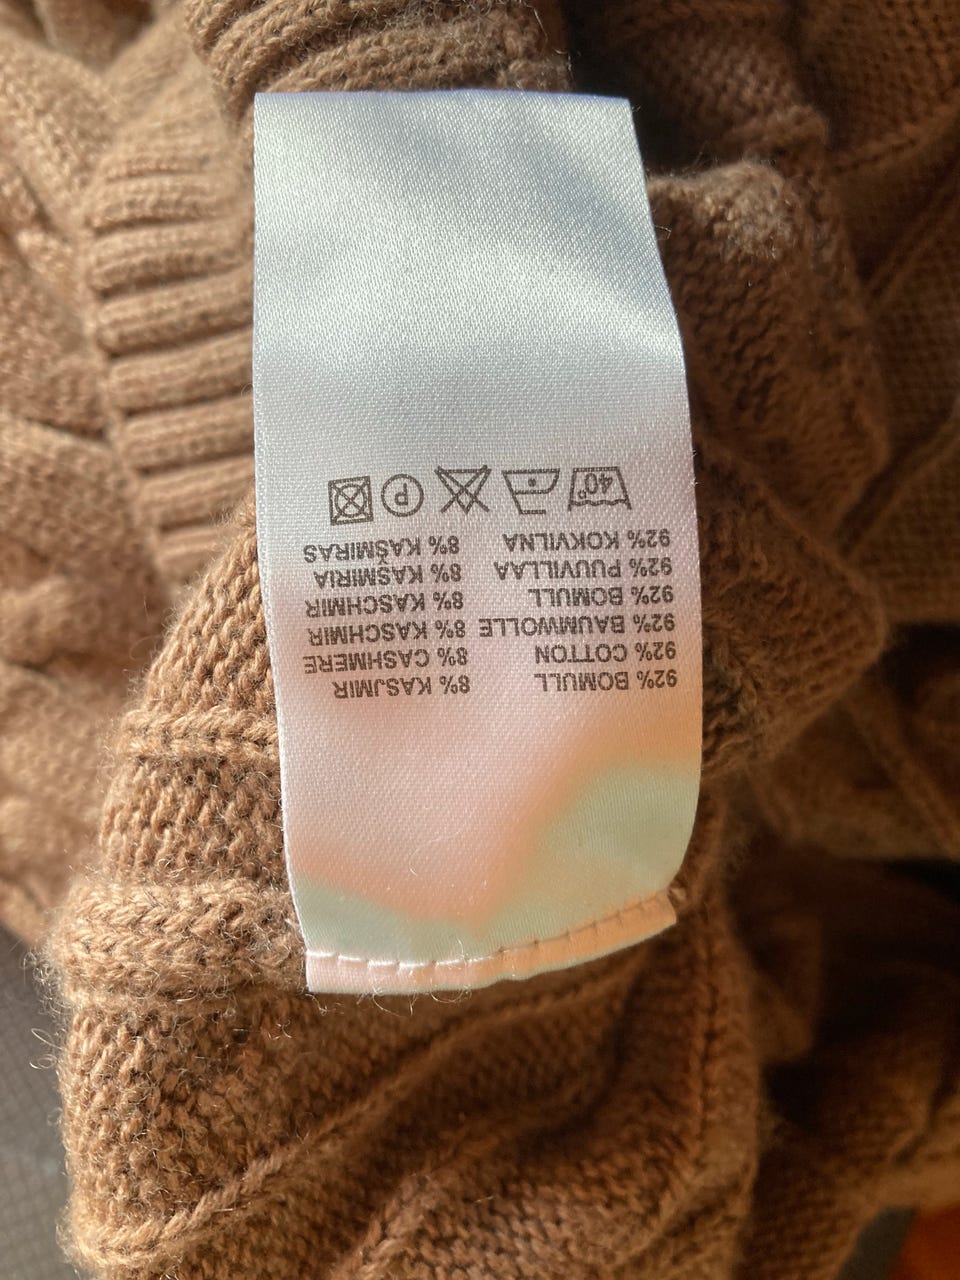 92% BOMULL 8% KASJMIR
92% COTTON 8% CASHMERE
92% BAUMWOLLE 8% KASCHMIR
92% BOMULL 8% KASCHMIR
92% PUUVILLAA 8% KAŠMIRIA
92% KOKVILNA 8% KAŠMIRAS
40° P